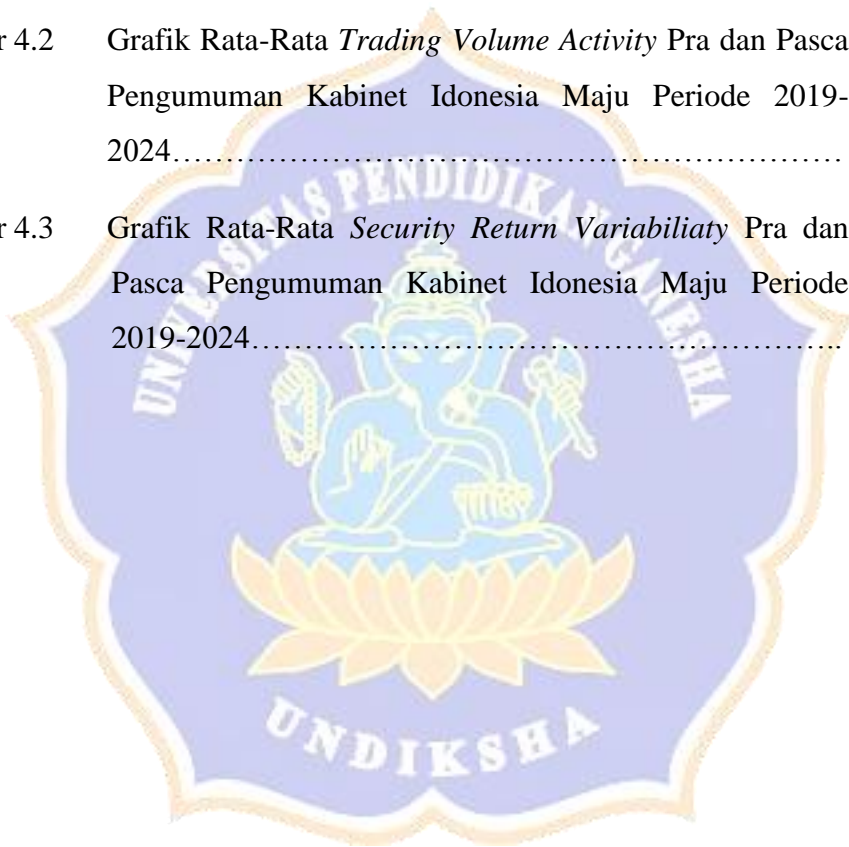 r 4.2 Grafik Rata-Rata Trading Volume Activity Pra dan Pasca
Pengumuman Kabinet Idonesia Maju Periode 2019-
2024……………………………………………………………
r 4.3 Grafik Rata-Rata Security Return Variabiliaty Pra dan
Pasca Pengumuman Kabinet Idonesia Maju Periode
2019-2024………………………………………………..
UNIVERSITAS PENDIDIKAN GANESHA
UNDIKSHA